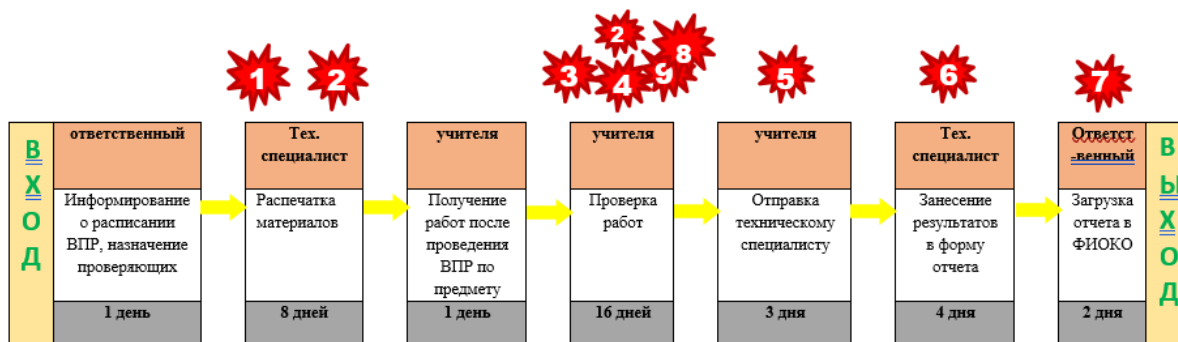 2
1
2
3
4
9
8
5
6
7
ВХОД
ответственный
Информирование
о расписании
ВПР, назначение
проверяющих
1 день
Тех.
специалист
Распечатка
материалов
8 дней
учителя
Получение
работ после
проведения
ВПР по
предмету
1 день
учителя
Проверка
работ
16 дней
учителя
Отправка
техническому
специалисту
3 дня
Тех.
специалист
Занесение
результатов
в форму
отчета
4 дня
Ответст
-венный
Загрузка
отчета в
ФИОКО
2 дня
ВЫХОД